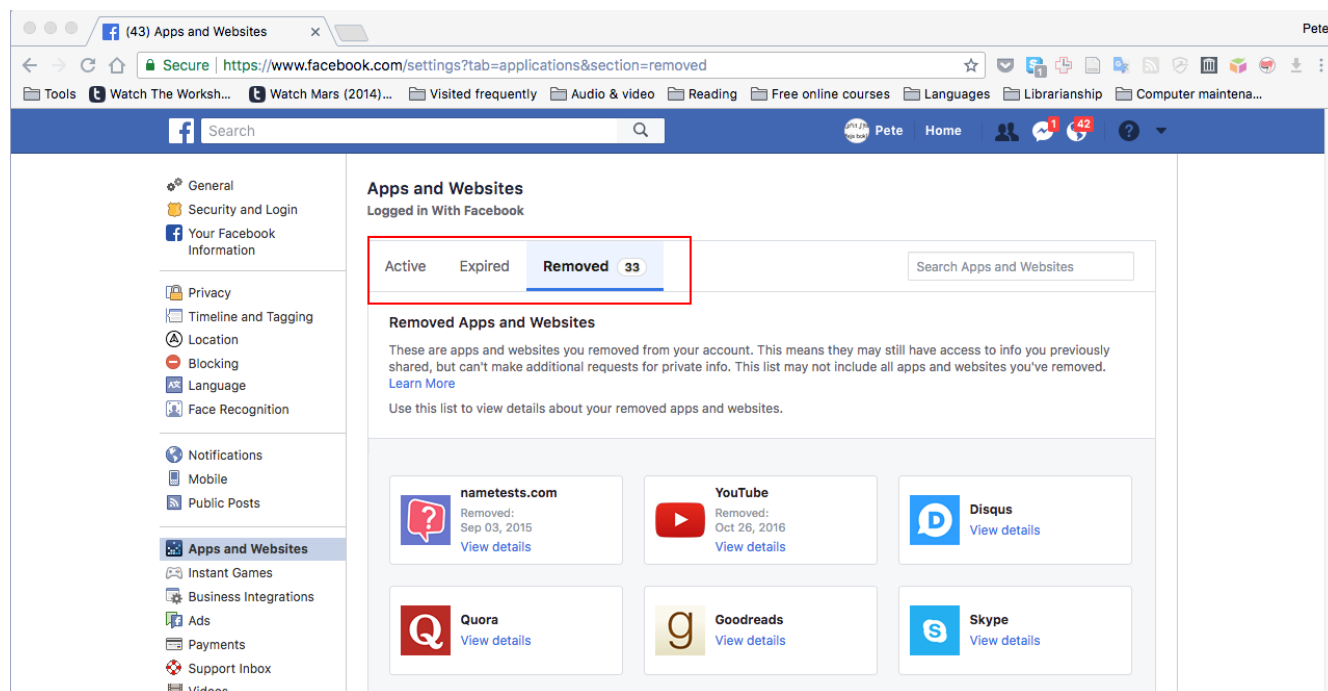 (43) Apps and Websites
Pete
Secure https://www.facebook.com/settings?tab=applications&section=removed
Tools Watch The Worksh... Watch Mars (2014)... Visited frequently Audio & video Reading Free online courses Languages Librarianship Computer maintena...
Search Pete Home 1 42
General
Security and Login
Your Facebook
Information
Privacy
Timeline and Tagging
Location
Blocking
Language
Face Recognition
Notifications
Mobile
Public Posts
Apps and Websites
Instant Games
Business Integrations
Ads
Payments
Support Inbox
Videos
Apps and Websites
Logged in With Facebook
Active Expired Removed 33
Search Apps and Websites
Removed Apps and Websites
These are apps and websites you removed from your account. This means they may still have access to info you previously
shared, but can't make additional requests for private info. This list may not include all apps and websites you've removed.
Learn More
Use this list to view details about your removed apps and websites.
nametests.com
Removed:
Sep 03, 2015
View details
YouTube
Removed:
Oct 26, 2016
View details
Disqus
View details
Quora
View details
Goodreads
View details
Skype
View details